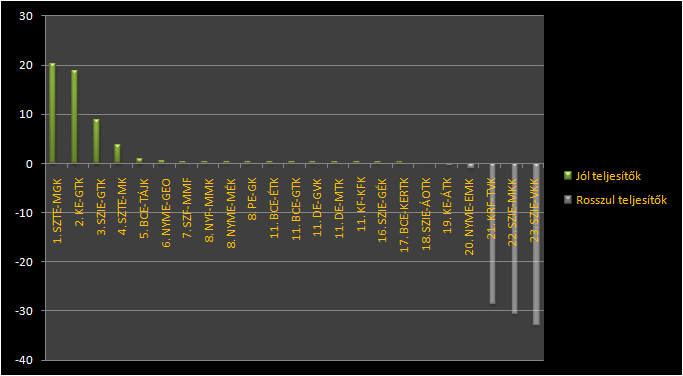 30
20
10
0
-10
-20
-30
-40
1. SZTE-MGK
2. KE-GTK
3. SZIE-GTK
4. SZTE-MK
5. BCE-TÁJK
6. NYME-GEO
7. SZF-MMF
8. NYF-MMK
8. NYME-MÉK
8. PE-GK
11. BCE-ÉTK
11. BCE-GTK
11. DE-GVK
11. DE-MTK
11. KF-KFK
16. SZIE-GÉK
17. BCE-KERTK
18. SZIE-ÁOTK
19. KE-ÁTK
20. NYME-EMK
21. KRF-TVK
22. SZIE-MKK
23. SZIE-VKK
Jól teljesítők
Rosszul teljesítők